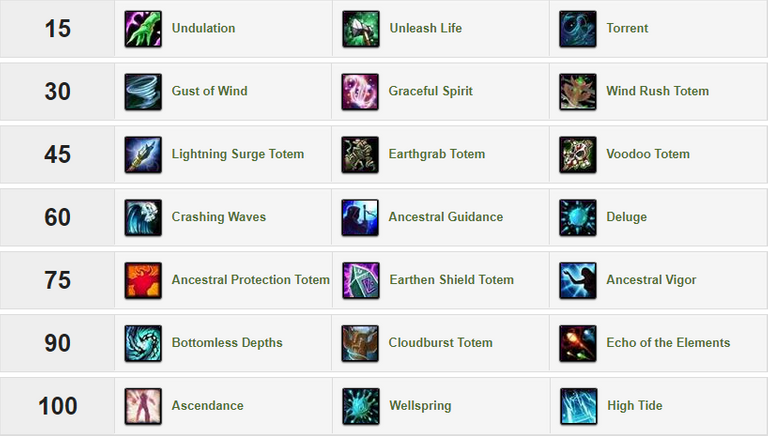 15 Undulation Unleash Life Torrent
30 Gust of Wind Graceful Spirit Wind Rush Totem
45 Lightning Surge Totem Earthgrab Totem Voodoo Totem
60 Crashing Waves Ancestral Guidance Deluge
75 Ancestral Protection Totem Earthen Shield Totem Ancestral Vigor
90 Bottomless Depths Cloudburst Totem Echo of the Elements
100 Ascendance Wellspring High Tide